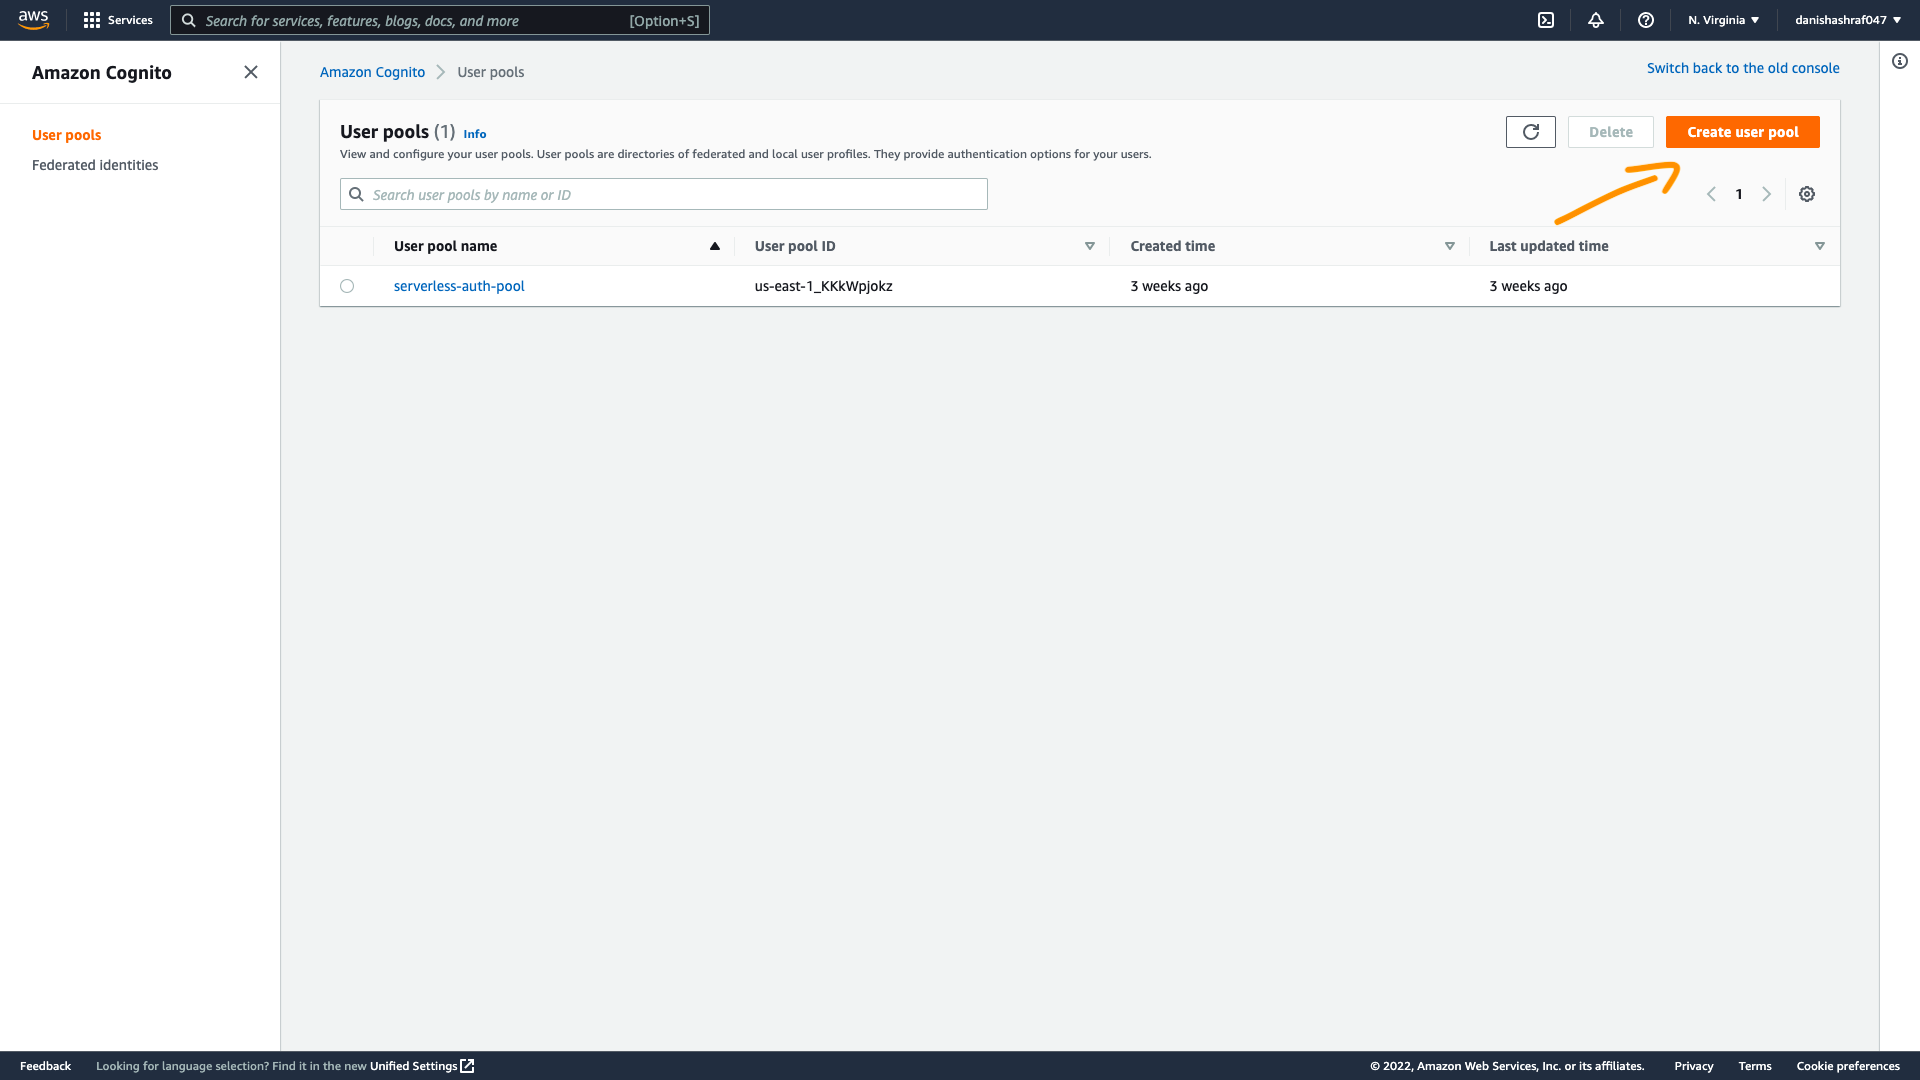 aws
Services
Search for services, features, blogs, docs, and more [Option+S]
N. Virginia
danishashraf047
Amazon Cognito
User pools
Federated identities
Amazon Cognito User pools
Switch back to the old console
User pools (1) Info
View and configure your user pools. User pools are directories of federated and local user profiles. They provide authentication options for your users.
Delete
Create user pool
Search user pools by name or ID
1
User pool name User pool ID Created time Last updated time
serverless-auth-pool us-east-1_KKkWpjokz 3 weeks ago 3 weeks ago
Feedback Looking for language selection? Find it in the new Unified Settings © 2022, Amazon Web Services, Inc. or its affiliates. Privacy Terms Cookie preferences